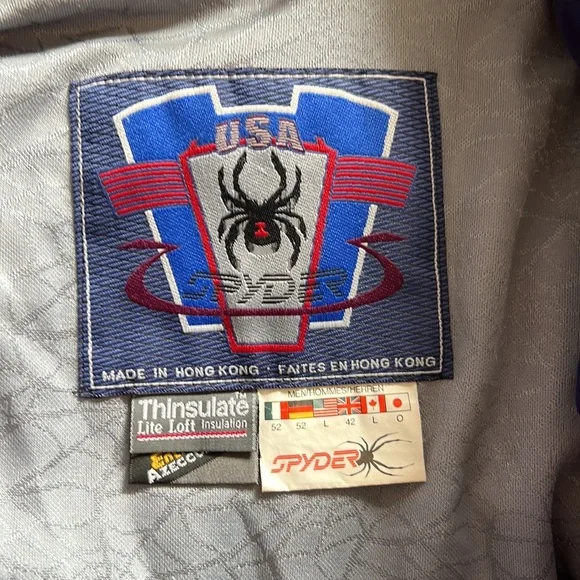 USA
SPYDER
MADE IN HONG KONG · FAITES EN HONG KONG
Thinsulate™
Lite Loft Insulation
MEN/HOMMES/HERREN
52 52 L 42 L O
SPYDER